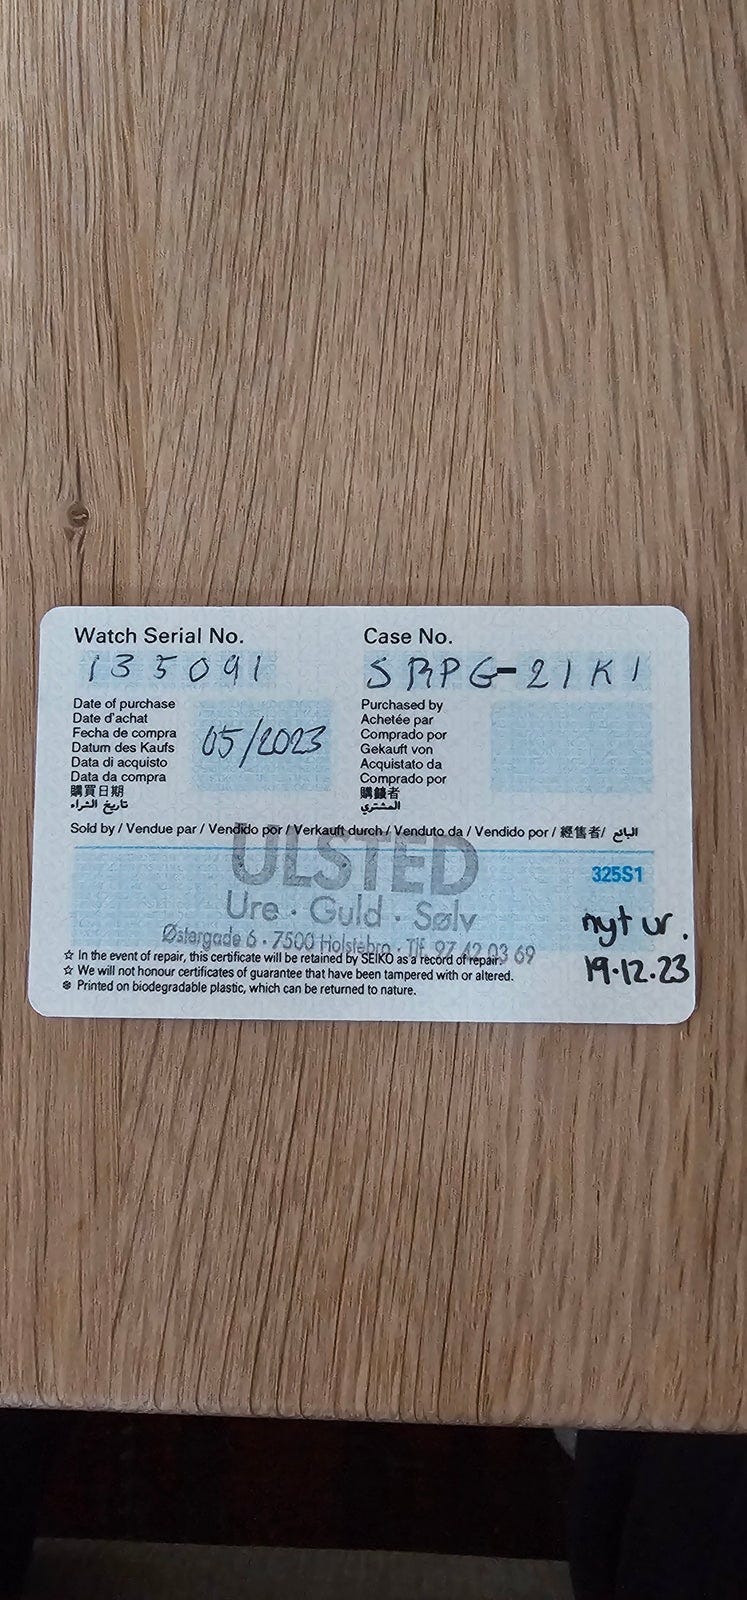 Watch Serial No.
135091
Case No.
SRPG-21K1
Date of purchase
Date d'achat
Fecha de compra
Datum des Kaufs
Data di acquisto
Data da compra
購買日期
تاريخ الشراء
05/2023
Purchased by
Achetée par
Comprado por
Gekauft von
Acquistato da
Comprado por
購錶者
المشتري
Sold by / Vendue par / Vendido por / Verkauft durch / Venduto da / Vendido por / 經售者/ البائع
ULSTED
325S1
Ure · Guld · Sølv
nyt ur.
Østergade 6 · 7500 Holstebro · Tlf. 97 42 03 69
19.12.23
☆ In the event of repair, this certificate will be retained by SEIKO as a record of repair.
☆ We will not honour certificates of guarantee that have been tampered with or altered.
Printed on biodegradable plastic, which can be returned to nature.